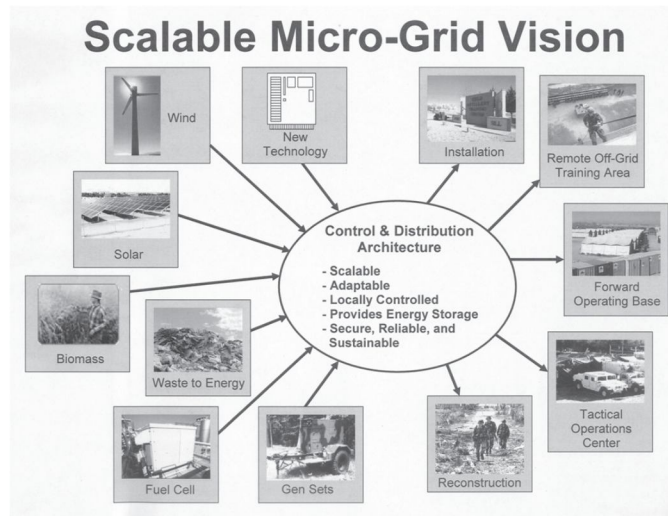 Scalable Micro-Grid Vision
Wind
New
Technology
Installation
Remote Off-Grid
Training Area
Solar
Control & Distribution
Architecture
- Scalable
- Adaptable
- Locally Controlled
- Provides Energy Storage
- Secure, Reliable, and
Sustainable
Forward
Operating Base
Biomass
Waste to Energy
Tactical
Operations
Center
Fuel Cell
Gen Sets
Reconstruction